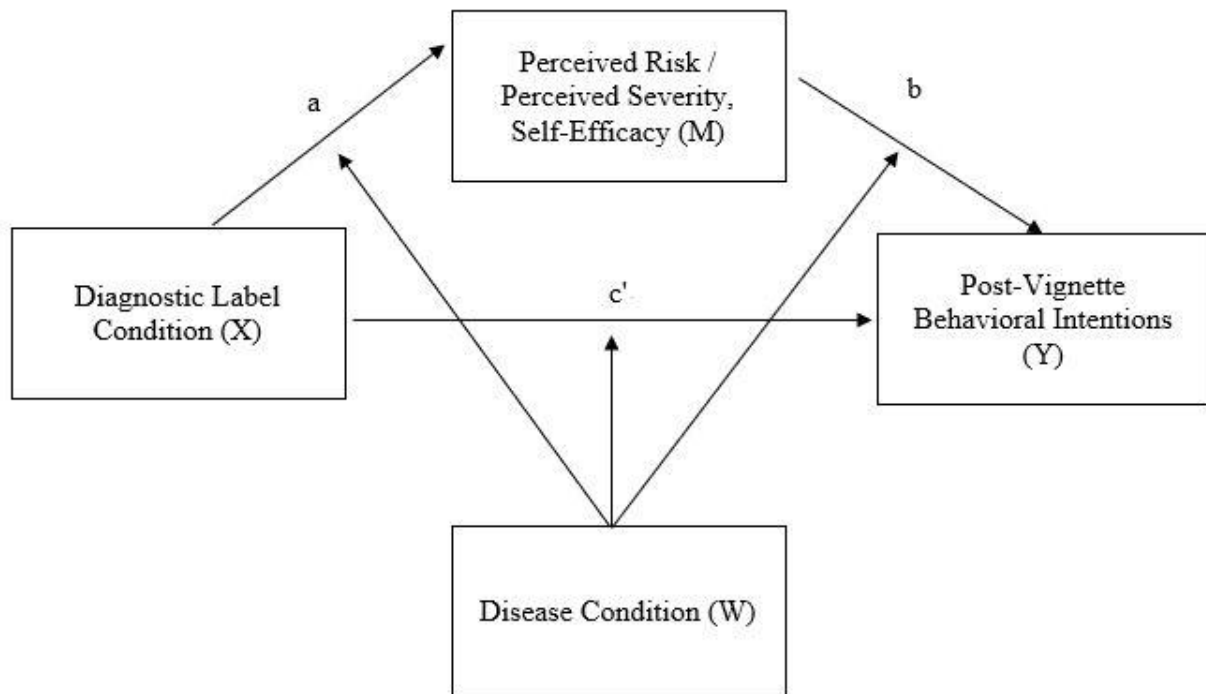 Perceived Risk /
Perceived Severity,
Self-Efficacy (M)
a
b
Diagnostic Label
Condition (X)
c'
Post-Vignette
Behavioral Intentions
(Y)
Disease Condition (W)